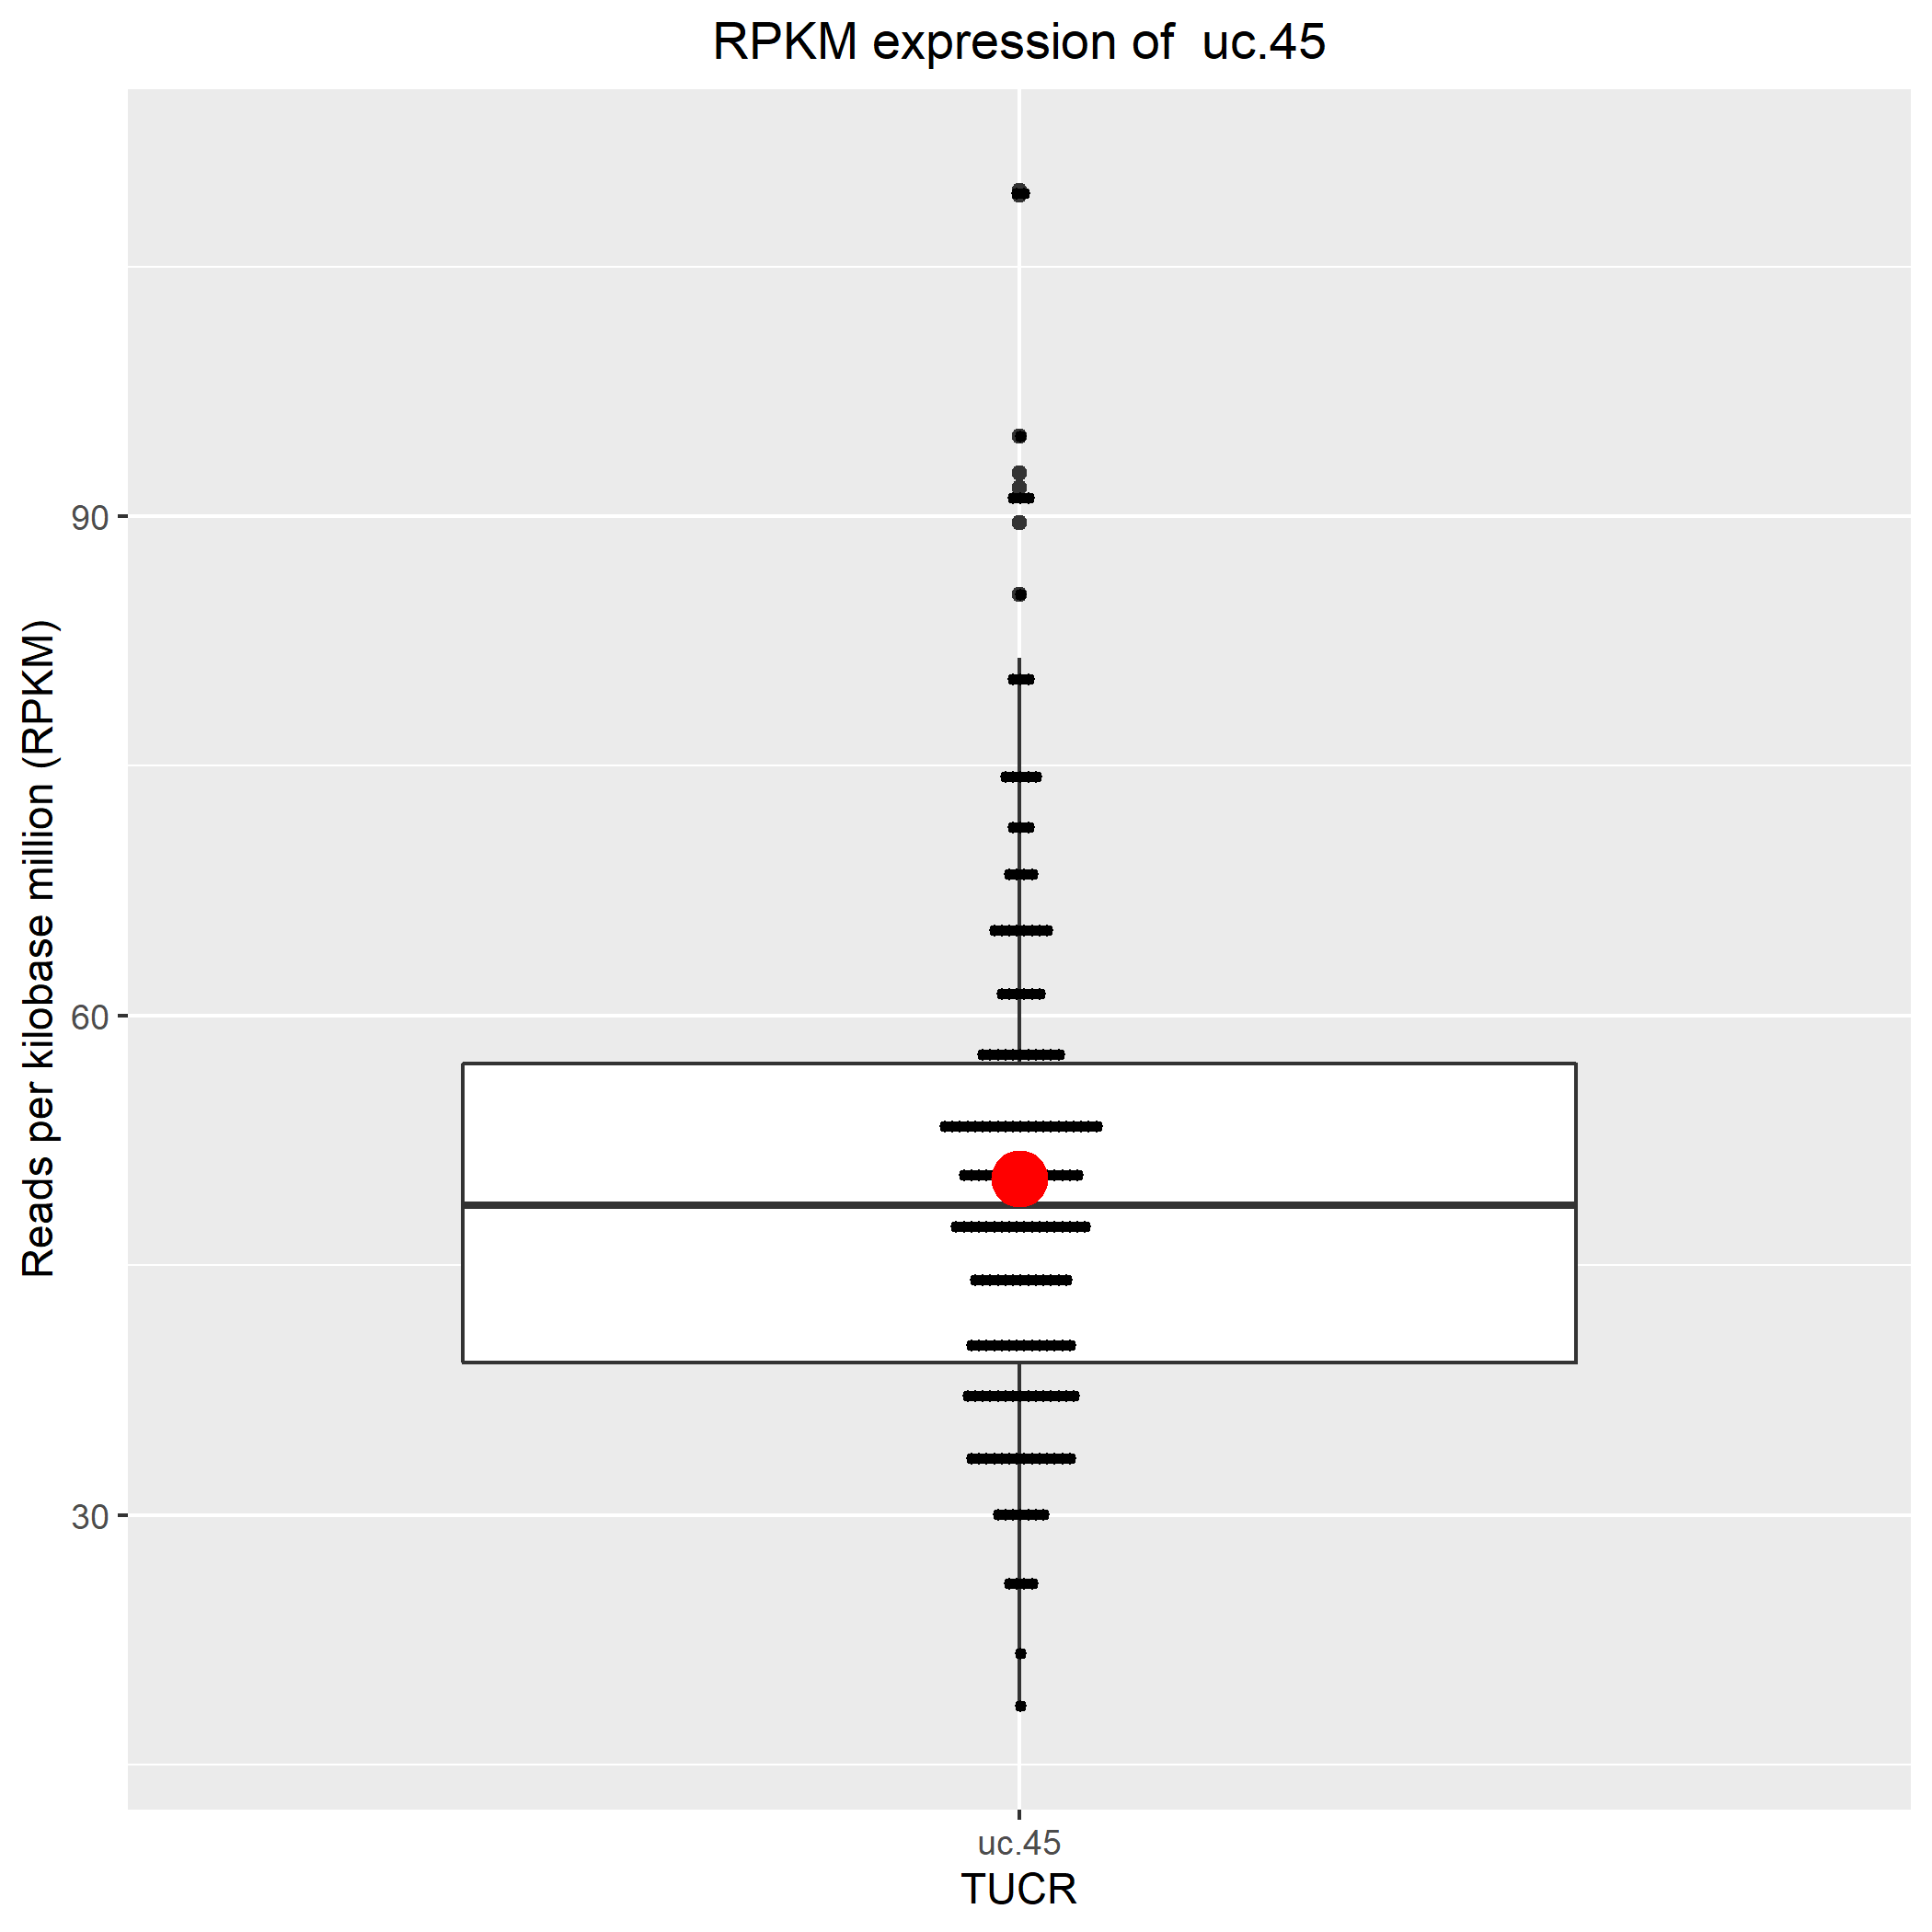 RPKM expression of  uc.45
Reads per kilobase million (RPKM)
90
60
30
uc.45
TUCR